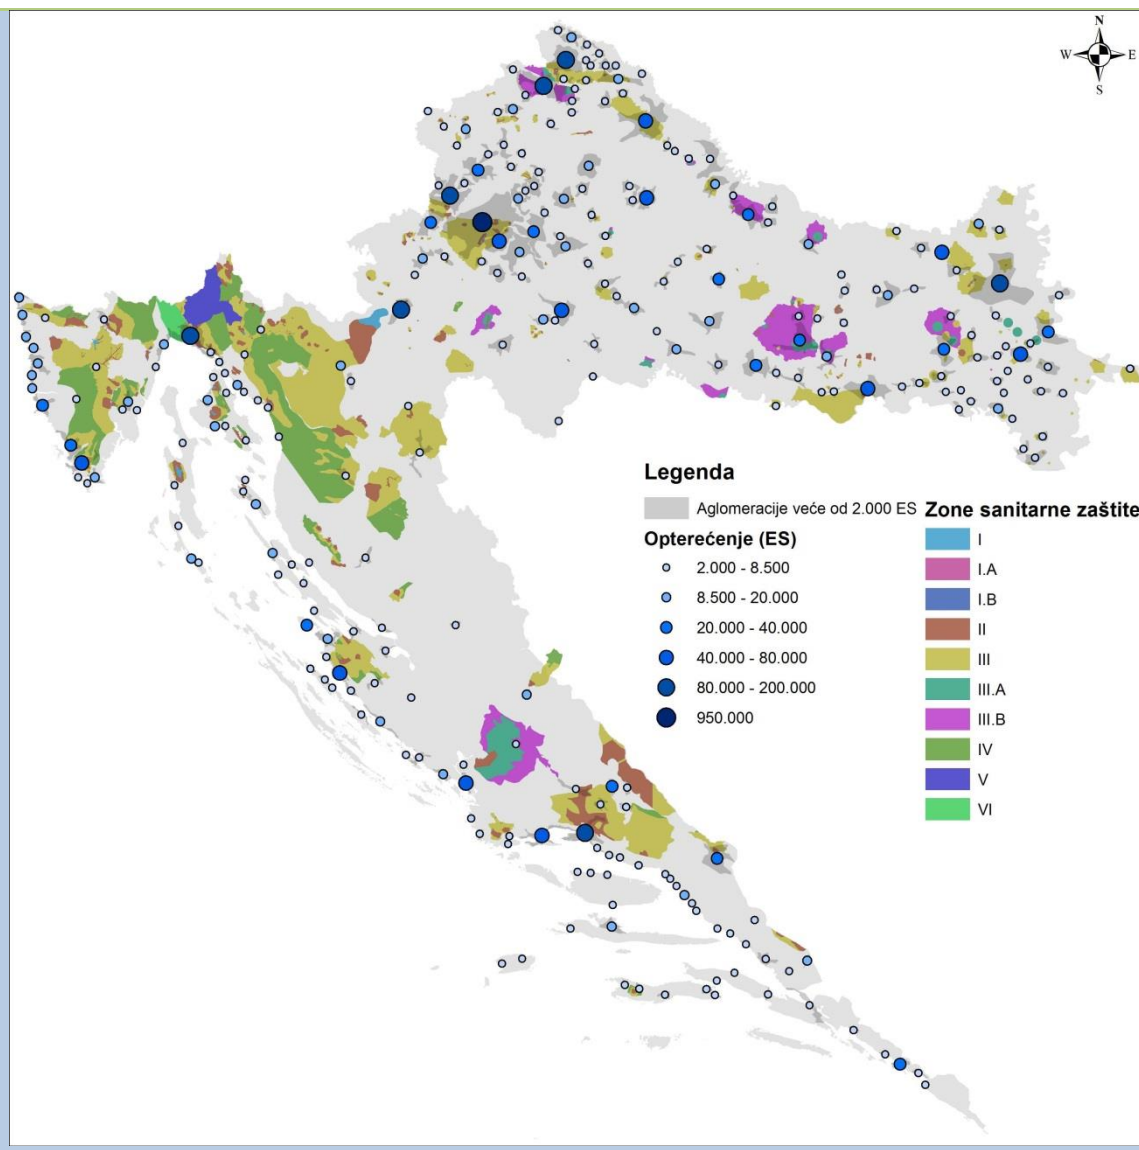 N
W E
S
Legenda
Aglomeracije veće od 2.000 ES
Opterećenje (ES)
2.000 - 8.500
8.500 - 20.000
20.000 - 40.000
40.000 - 80.000
80.000 - 200.000
950.000
Zone sanitarne zaštite
I
I.A
I.B
II
III
III.A
III.B
IV
V
VI